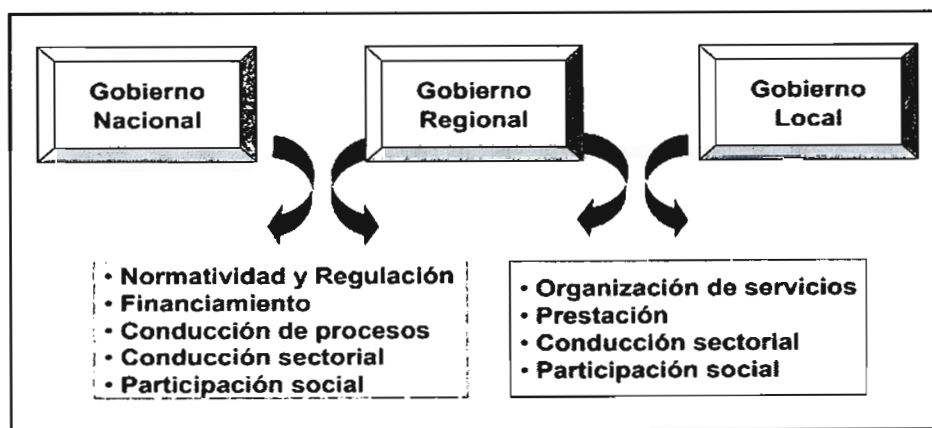 Gobierno
Nacional
Gobierno
Regional
Gobierno
Local
• Normatividad y Regulación
• Financiamiento
• Conducción de procesos
• Conducción sectorial
• Participación social
• Organización de servicios
• Prestación
• Conducción sectorial
• Participación social